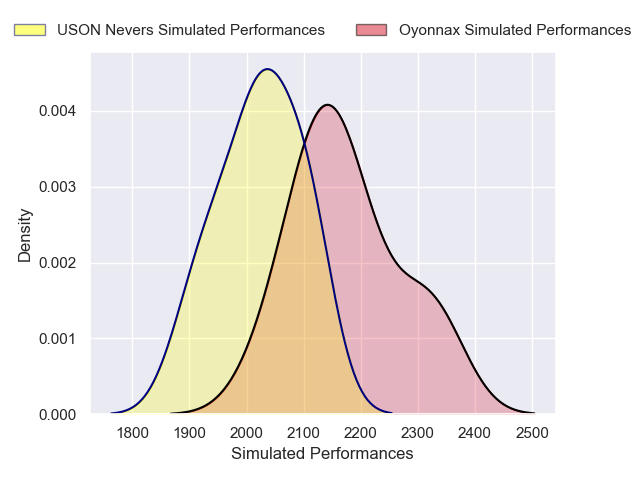 USON Nevers Simulated Performances Oyonnax Simulated Performances
0.004
0.003
0.002
0.001
0.000
Density
1800 1900 2000 2100 2200 2300 2400 2500
Simulated Performances